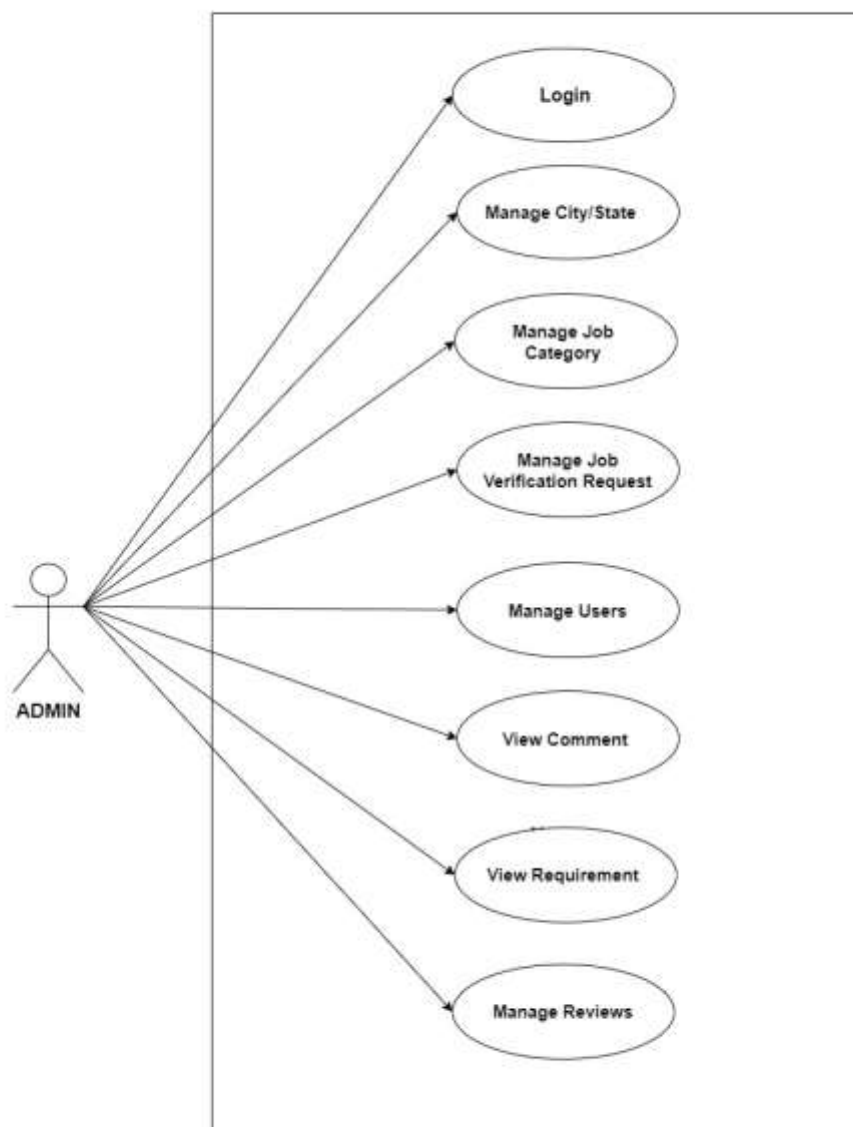 Login
Manage City/State
Manage Job
Category
Manage Job
Verification Request
Manage Users
ADMIN
View Comment
View Requirement
Manage Reviews